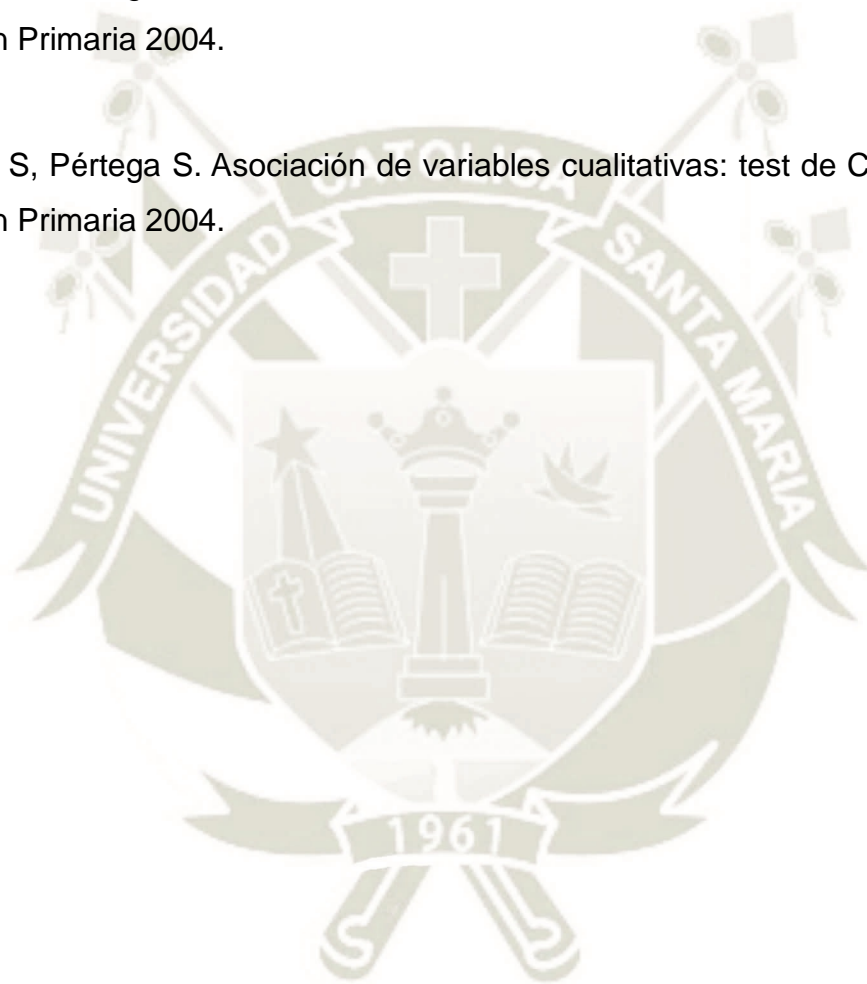 n Primaria 2004.
S, Pértega S. Asociación de variables cualitativas: test de C
n Primaria 2004.
UNIVERSIDAD CATOLICA SANTA MARIA
1961